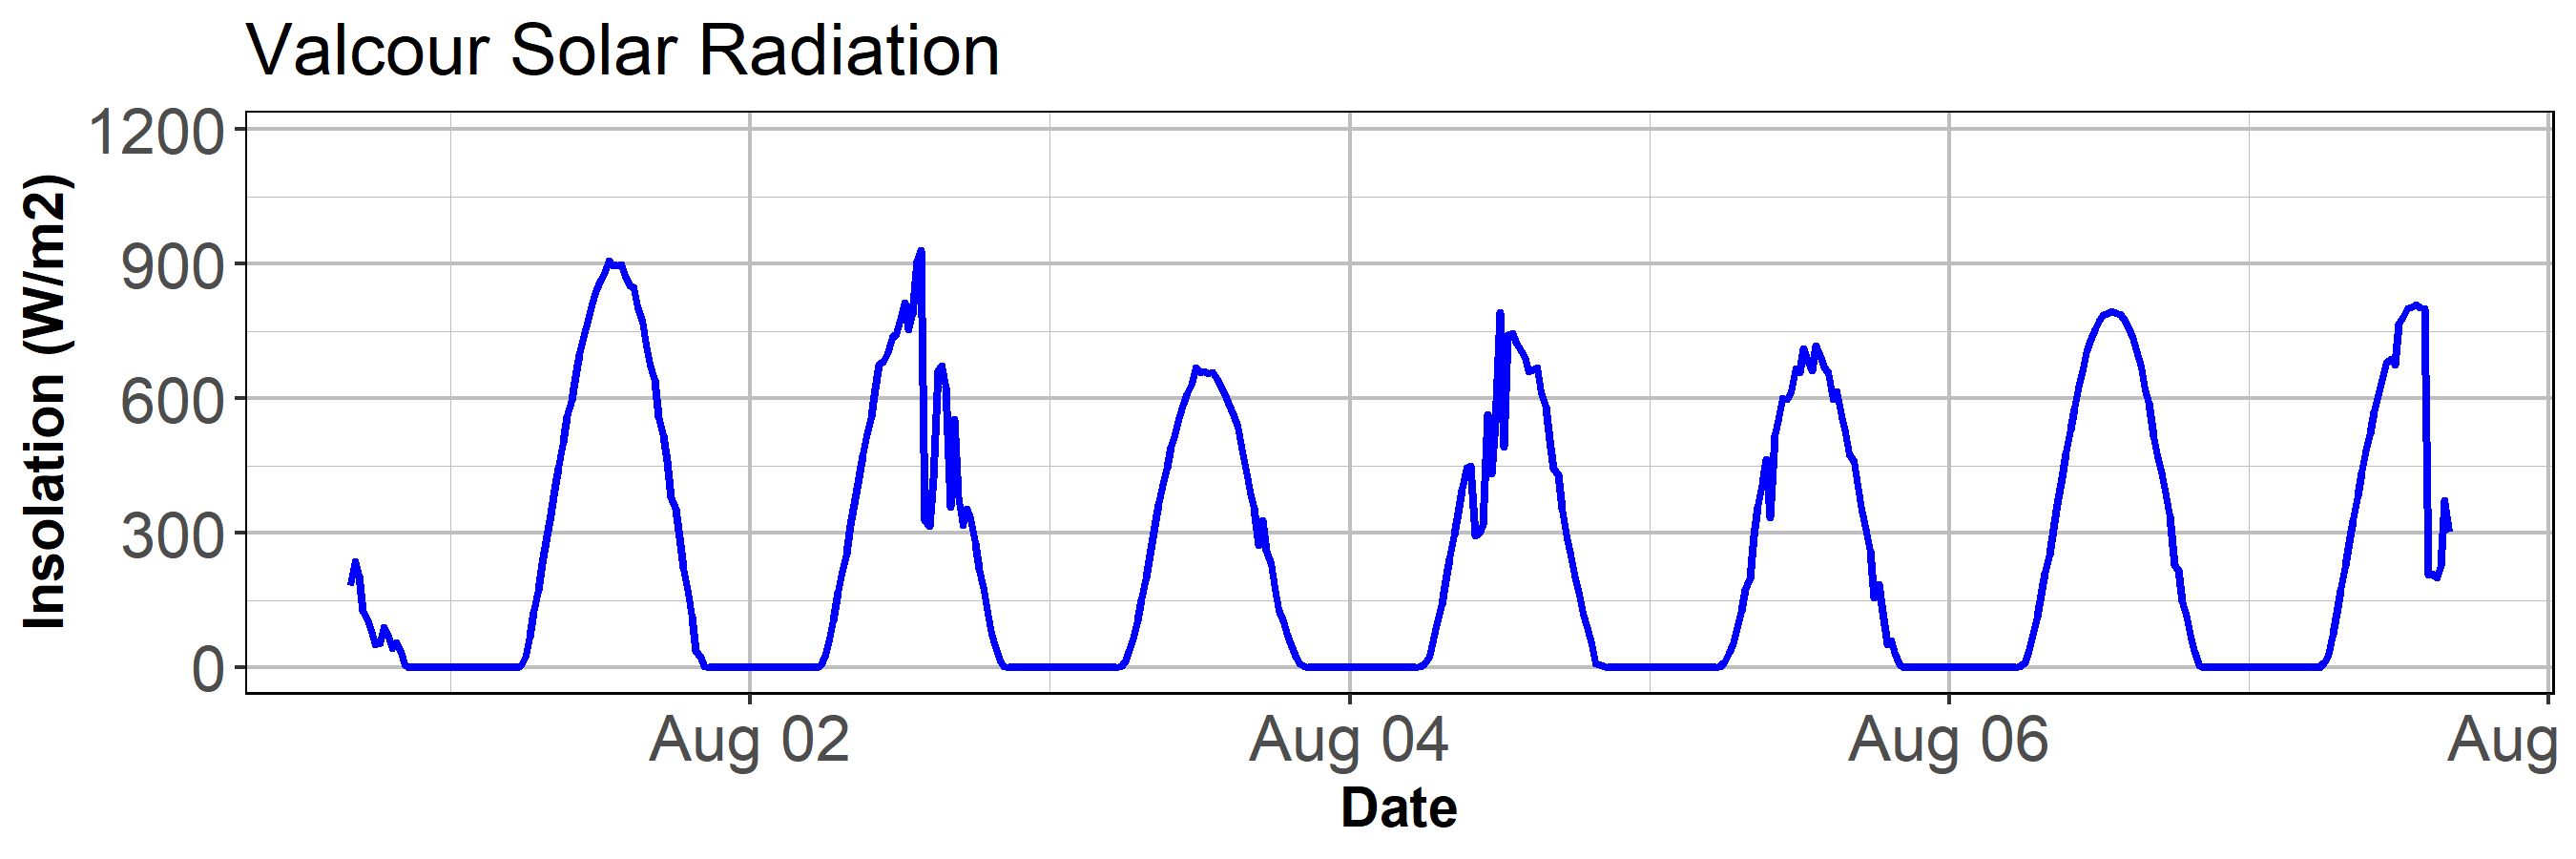 Valcour Solar Radiation
1200
900
600
300
0
Insolation (W/m2)
Aug 02
Aug 04
Aug 06
Aug
Date